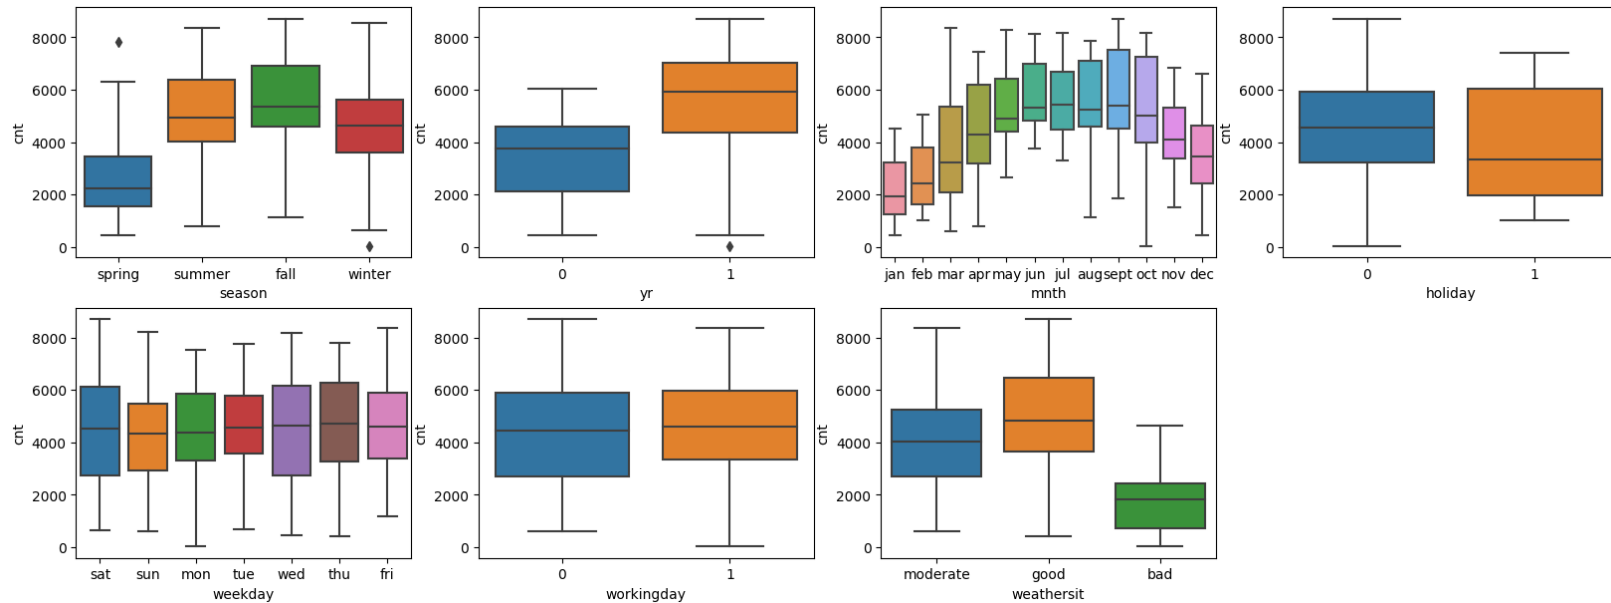 8000
6000
4000
2000
0
cnt
spring summer fall winter
season
8000
6000
4000
2000
0
cnt
0 1
yr
8000
6000
4000
2000
0
cnt
jan feb mar apr may jun jul aug sept oct nov dec
mnth
8000
6000
4000
2000
0
cnt
0 1
holiday
8000
6000
4000
2000
0
cnt
sat sun mon tue wed thu fri
weekday
8000
6000
4000
2000
0
cnt
0 1
workingday
8000
6000
4000
2000
0
cnt
moderate good bad
weathersit